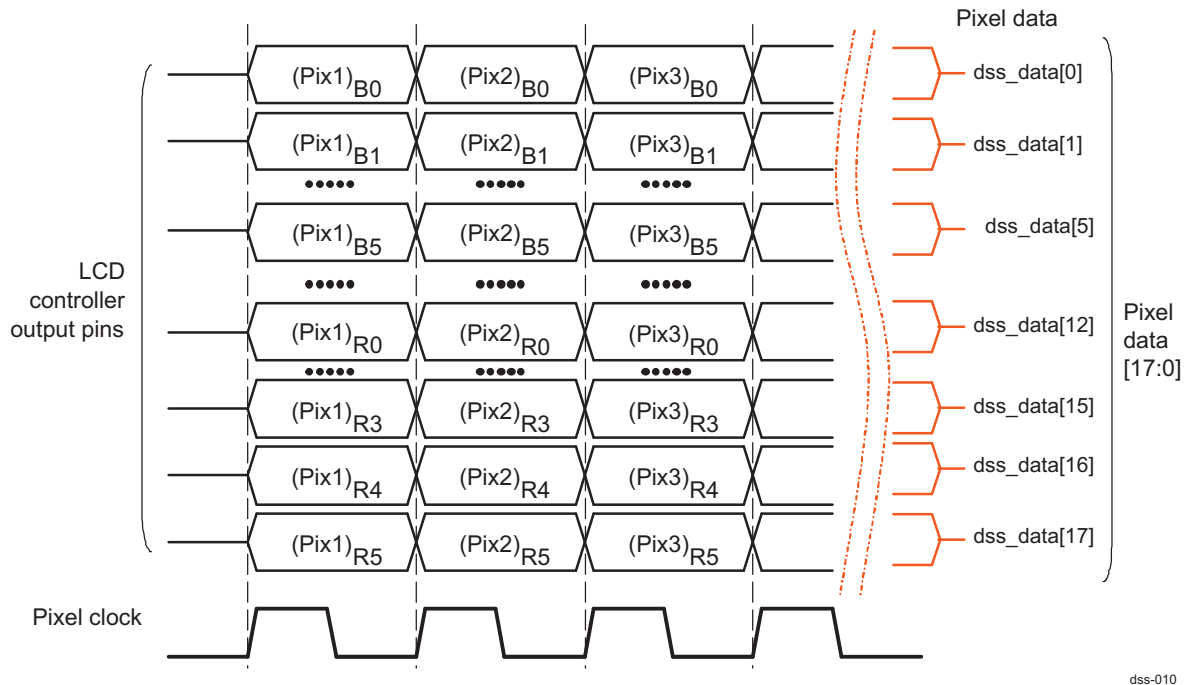 Pixel data
(Pix1)B0 (Pix2)B0 (Pix3)B0 dss_data[0]
(Pix1)B1 (Pix2)B1 (Pix3)B1 dss_data[1]
(Pix1)B5 (Pix2)B5 (Pix3)B5 dss_data[5]
LCD
controller
output pins
(Pix1)R0 (Pix2)R0 (Pix3)R0 dss_data[12]
Pixel
data
[17:0]
(Pix1)R3 (Pix2)R3 (Pix3)R3 dss_data[15]
(Pix1)R4 (Pix2)R4 (Pix3)R4 dss_data[16]
(Pix1)R5 (Pix2)R5 (Pix3)R5 dss_data[17]
Pixel clock
dss-010